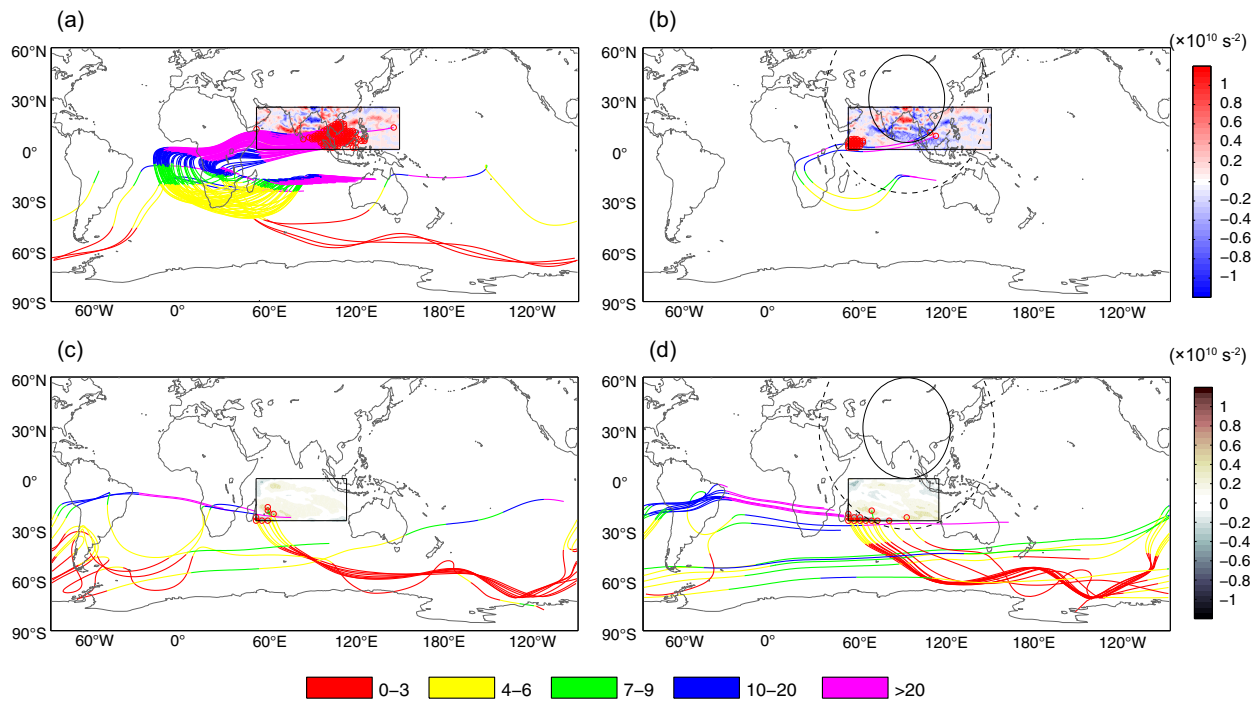 (a)
(b)
(×10¹⁰ s⁻²)
60°N
30°N
0°
30°S
60°S
90°S
60°W
0°
60°E
120°E
180°E
120°W
60°N
30°N
0°
30°S
60°S
90°S
60°W
0°
60°E
120°E
180°E
120°W
1
0.8
0.6
0.4
0.2
0
−0.2
−0.4
−0.6
−0.8
−1
(c)
(d)
(×10¹⁰ s⁻²)
60°N
30°N
0°
30°S
60°S
90°S
60°W
0°
60°E
120°E
180°E
120°W
60°N
30°N
0°
30°S
60°S
90°S
60°W
0°
60°E
120°E
180°E
120°W
1
0.8
0.6
0.4
0.2
0
−0.2
−0.4
−0.6
−0.8
−1
0−3
4−6
7−9
10−20
>20